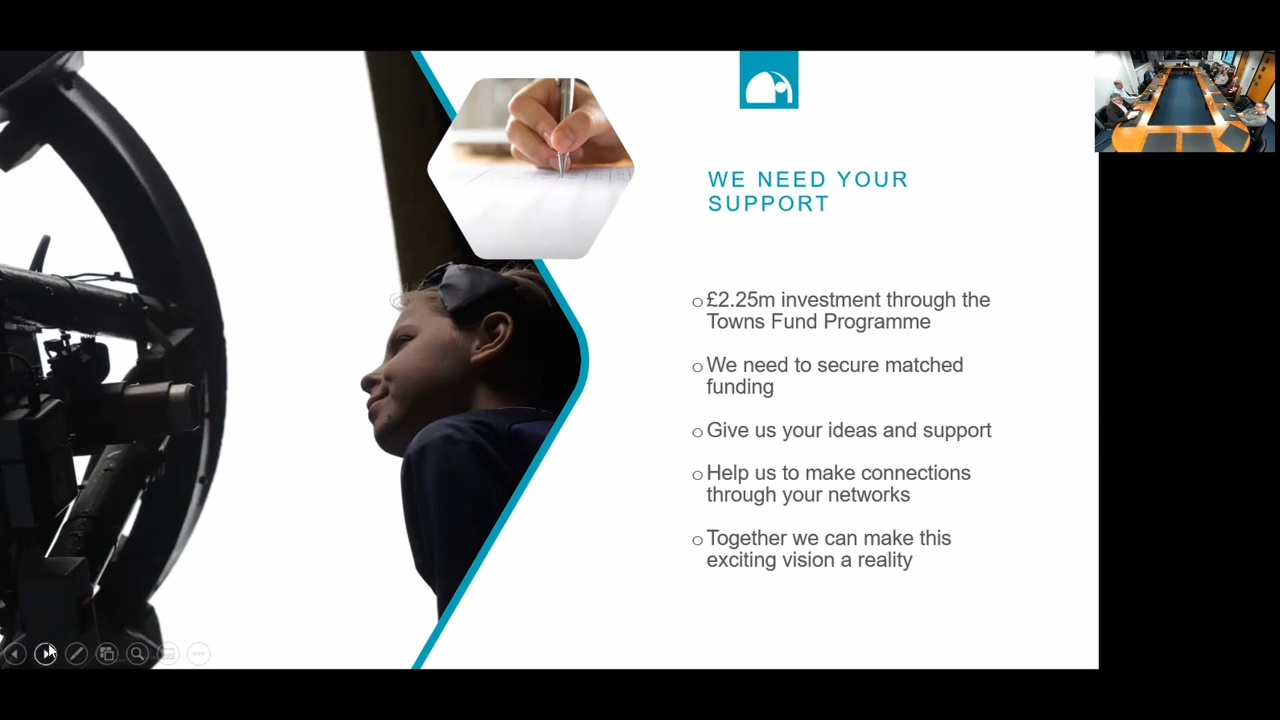 WE NEED YOUR
SUPPORT
£2.25m investment through the
Towns Fund Programme
We need to secure matched
funding
Give us your ideas and support
Help us to make connections
through your networks
Together we can make this
exciting vision a reality